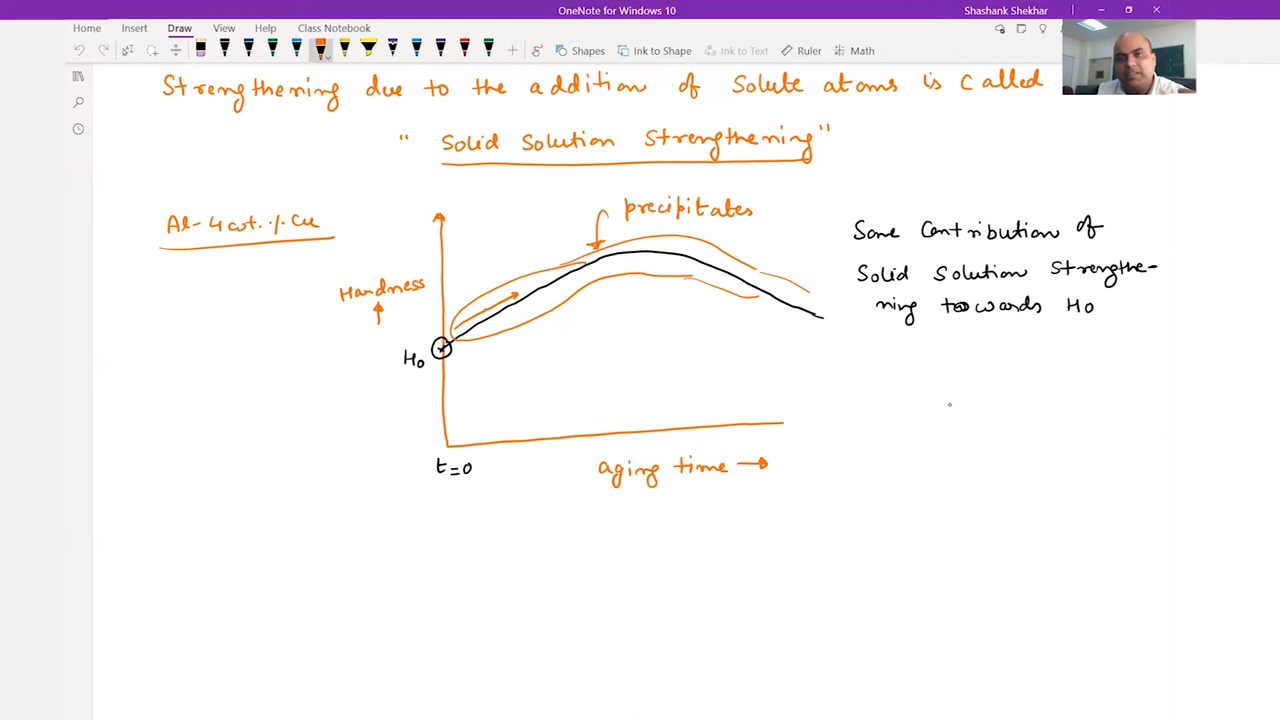 OneNote for Windows 10
Shashank Shekhar
Home Insert Draw View Help Class Notebook
Shapes Ink to Shape Ink to Text Ruler Math
Strengthening due to the addition of Solute atoms is called
" Solid Solution Strengthening"
Al-4wt.%Cu
precipitates
Hardness
H0
t=0
aging time
Some Contribution of
Solid Solution Strengthe-
ning towards H0